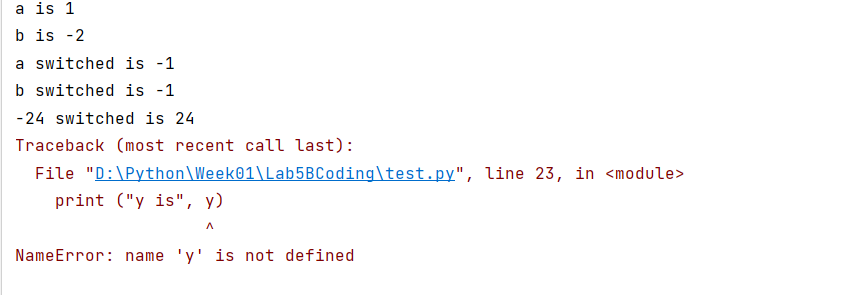 a is 1
b is -2
a switched is -1
b switched is -1
-24 switched is 24
Traceback (most recent call last):
  File "D:\Python\Week01\Lab5BCoding\test.py", line 23, in <module>
    print ("y is", y)
                   ^
NameError: name 'y' is not defined